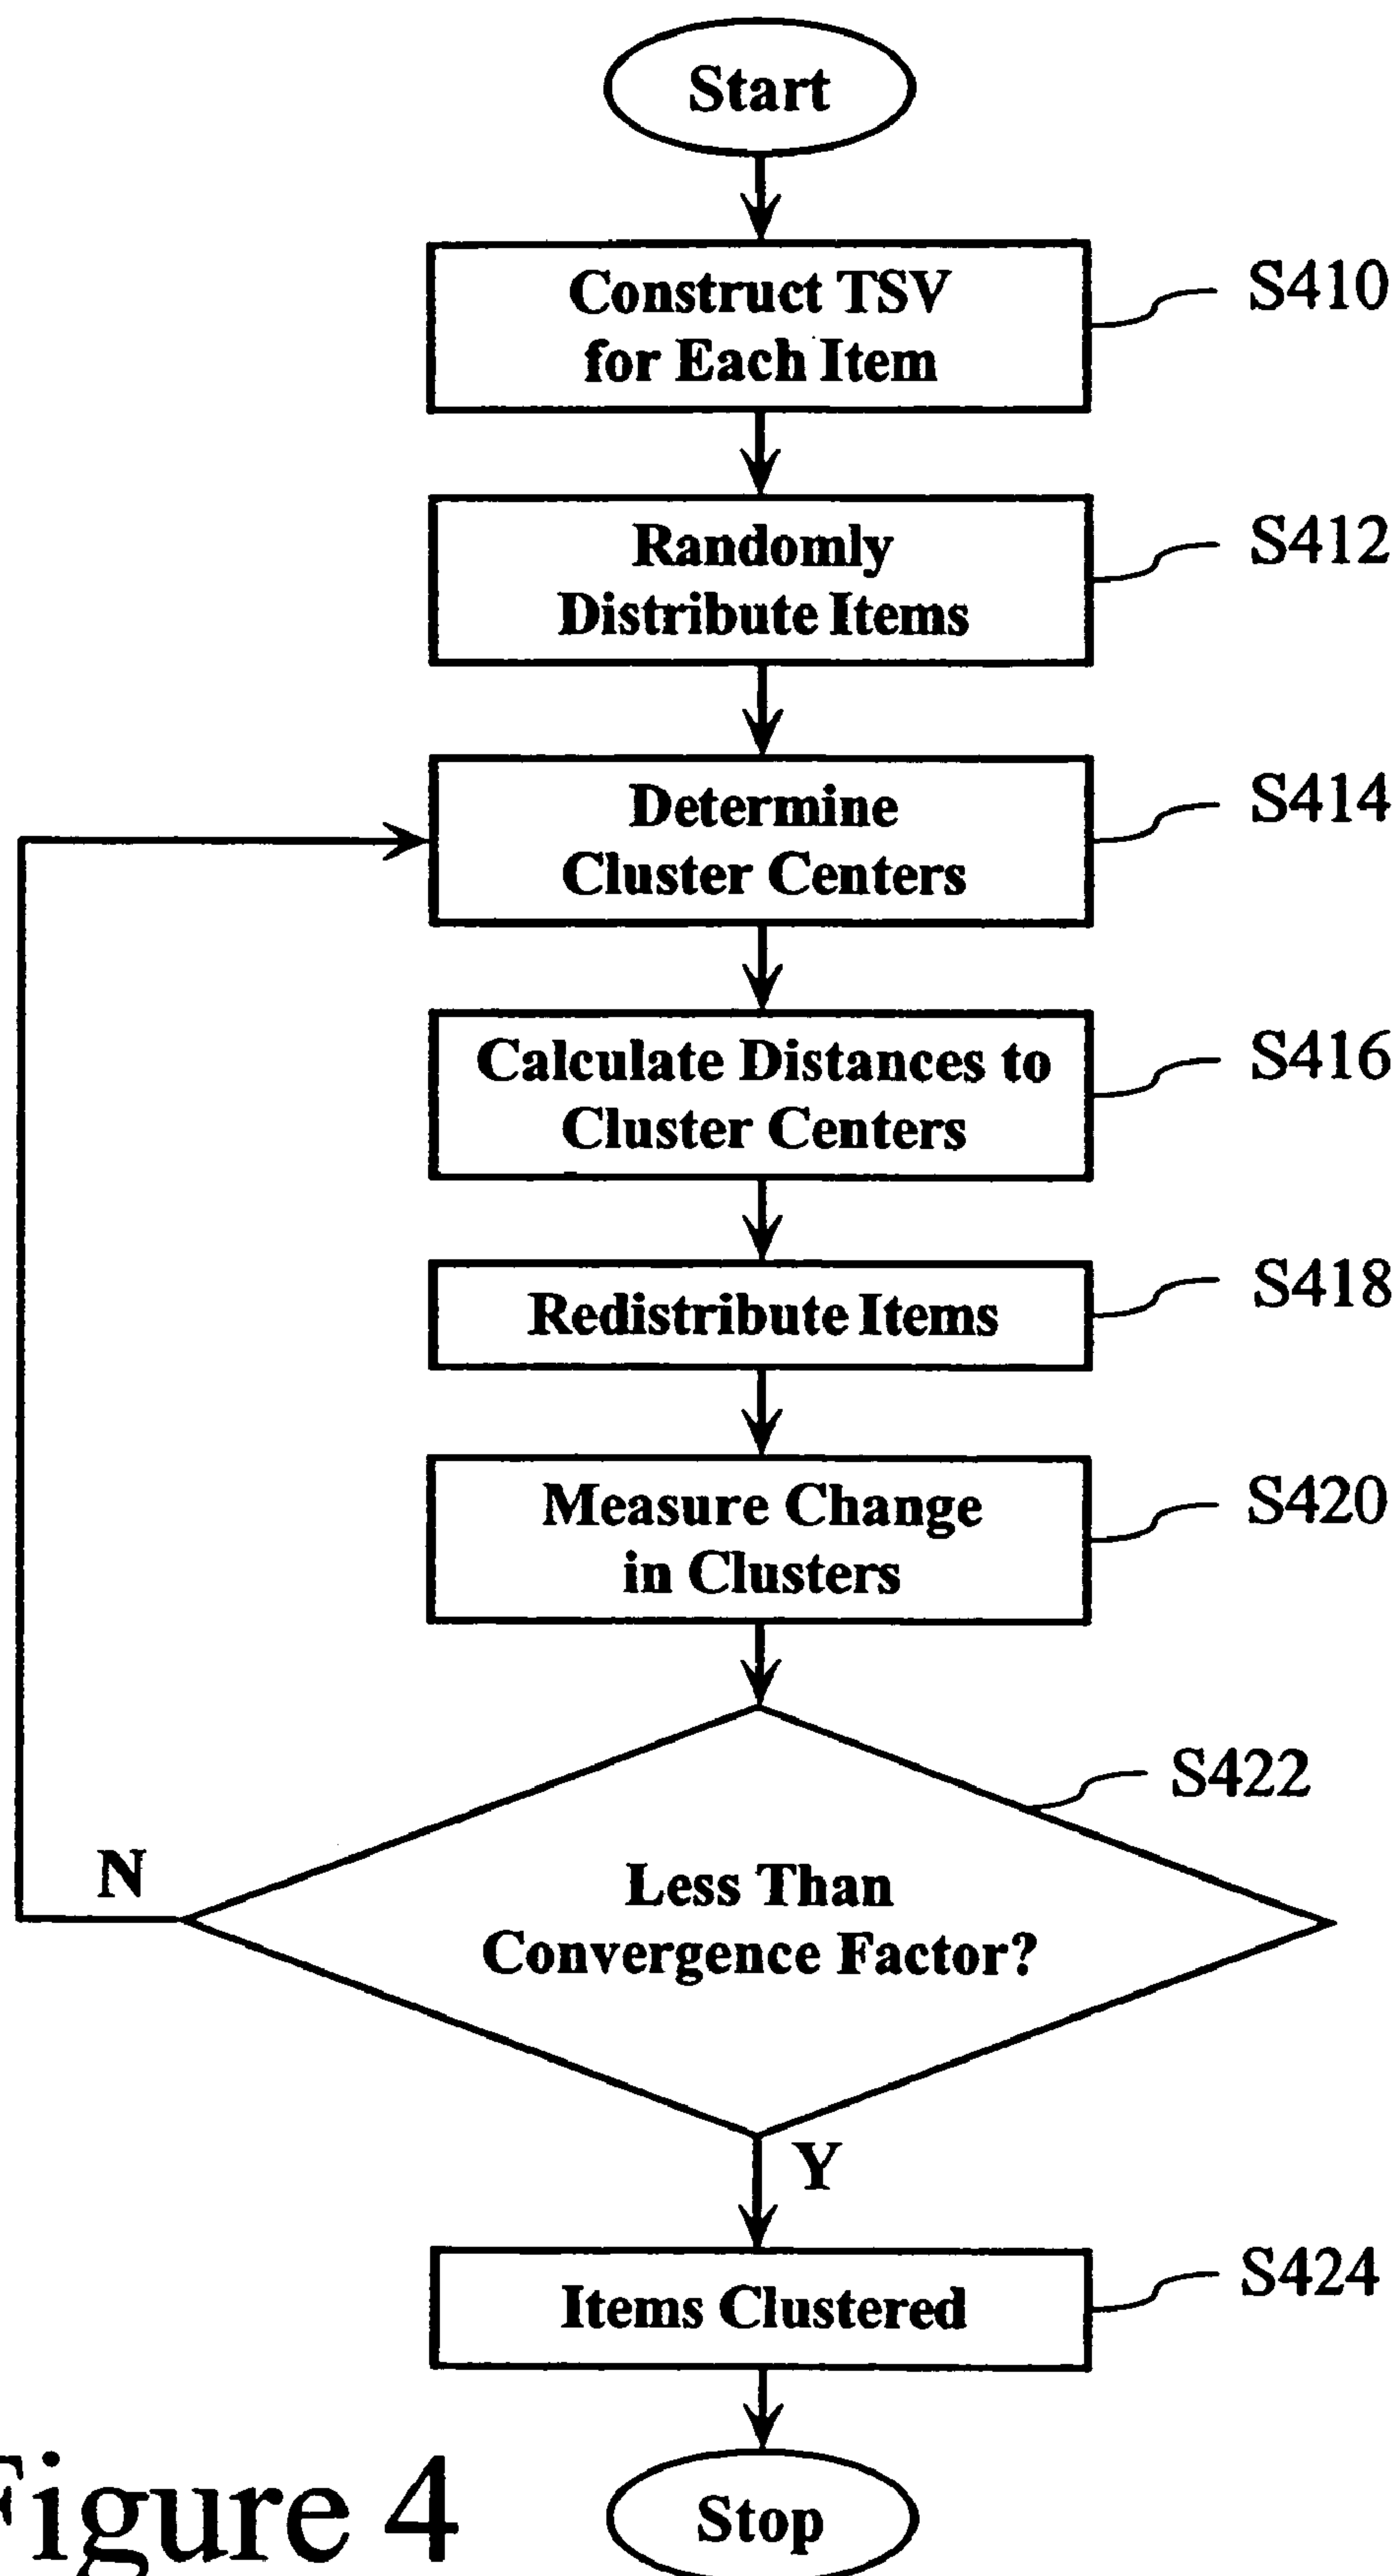 Start
Construct TSV
for Each Item
S410
Randomly
Distribute Items
S412
Determine
Cluster Centers
S414
Calculate Distances to
Cluster Centers
S416
Redistribute Items
S418
Measure Change
in Clusters
S420
S422
N
Less Than
Convergence Factor?
Y
Items Clustered
S424
Figure 4
Stop